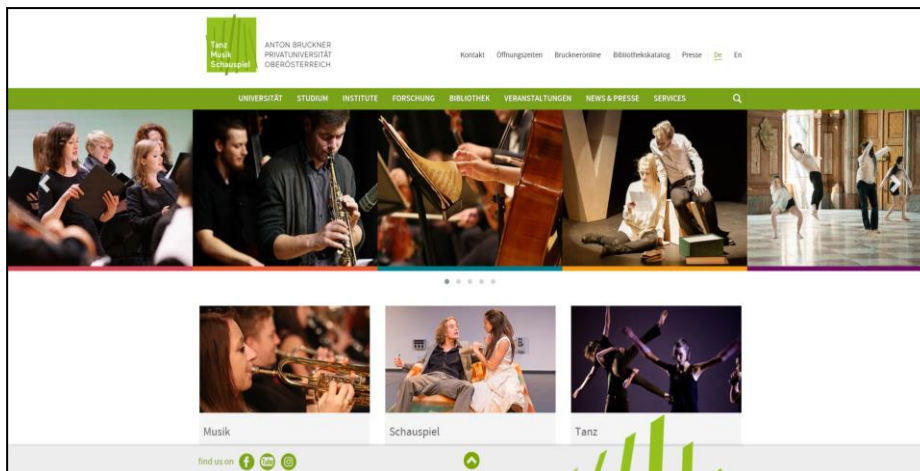 Tanz
Musik
Schauspiel
ANTON BRUCKNER
PRIVATUNIVERSITÄT
OBERÖSTERREICH
Kontakt Öffnungszeiten Bruckneronline Bibliothekskatalog Presse De En
UNIVERSITÄT STUDIUM INSTITUTE FORSCHUNG BIBLIOTHEK VERANSTALTUNGEN NEWS & PRESSE SERVICES
Musik Schauspiel Tanz
find us on